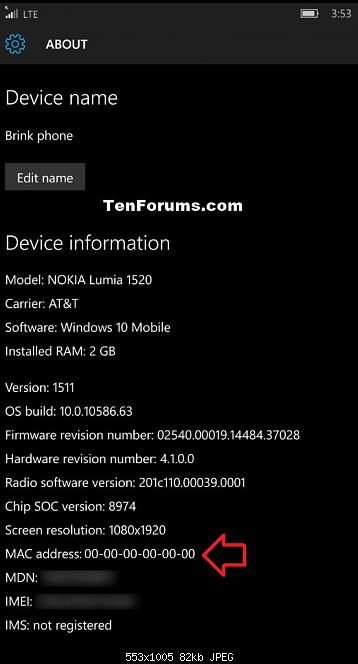 LTE 3:53
ABOUT
Device name
Brink phone
Edit name
TenForums.com
Device information
Model: NOKIA Lumia 1520
Carrier: AT&T
Software: Windows 10 Mobile
Installed RAM: 2 GB
Version: 1511
OS build: 10.0.10586.63
Firmware revision number: 02540.00019.14484.37028
Hardware revision number: 4.1.0.0
Radio software version: 201c110.00039.0001
Chip SOC version: 8974
Screen resolution: 1080x1920
MAC address: 00-00-00-00-00-00
MDN:
IMEI:
IMS: not registered
553x1005 82kb JPEG